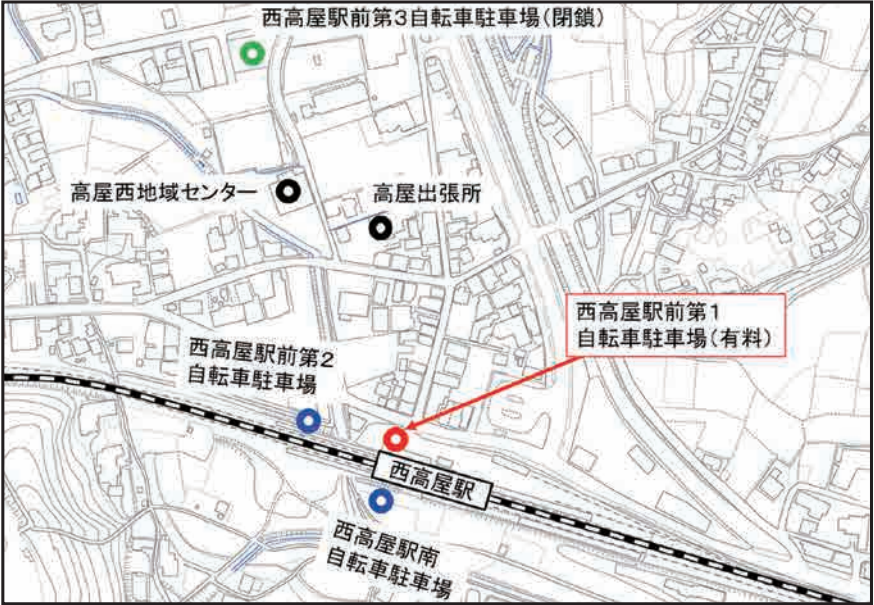 西高屋駅前第3自転車駐車場(閉鎖)
高屋西地域センター
高屋出張所
西高屋駅前第1
自転車駐車場(有料)
西高屋駅前第2
自転車駐車場
西高屋駅
西高屋駅南
自転車駐車場